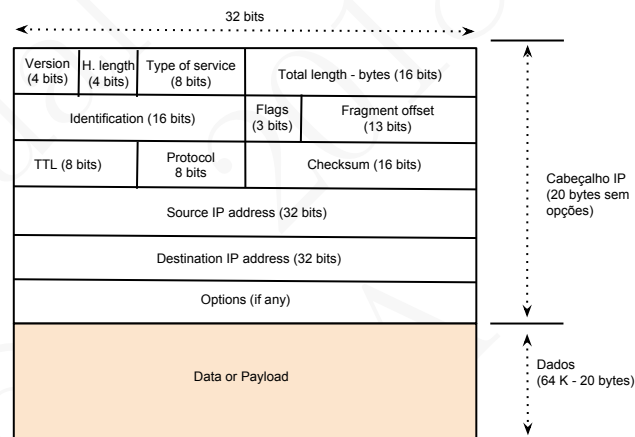 32 bits
Version
(4 bits)
H. length
(4 bits)
Type of service
(8 bits)
Total length - bytes (16 bits)
Identification (16 bits)
Flags
(3 bits)
Fragment offset
(13 bits)
TTL (8 bits)
Protocol
8 bits
Checksum (16 bits)
Source IP address (32 bits)
Destination IP address (32 bits)
Options (if any)
Data or Payload
Cabeçalho IP
(20 bytes sem
opções)
Dados
(64 K - 20 bytes)